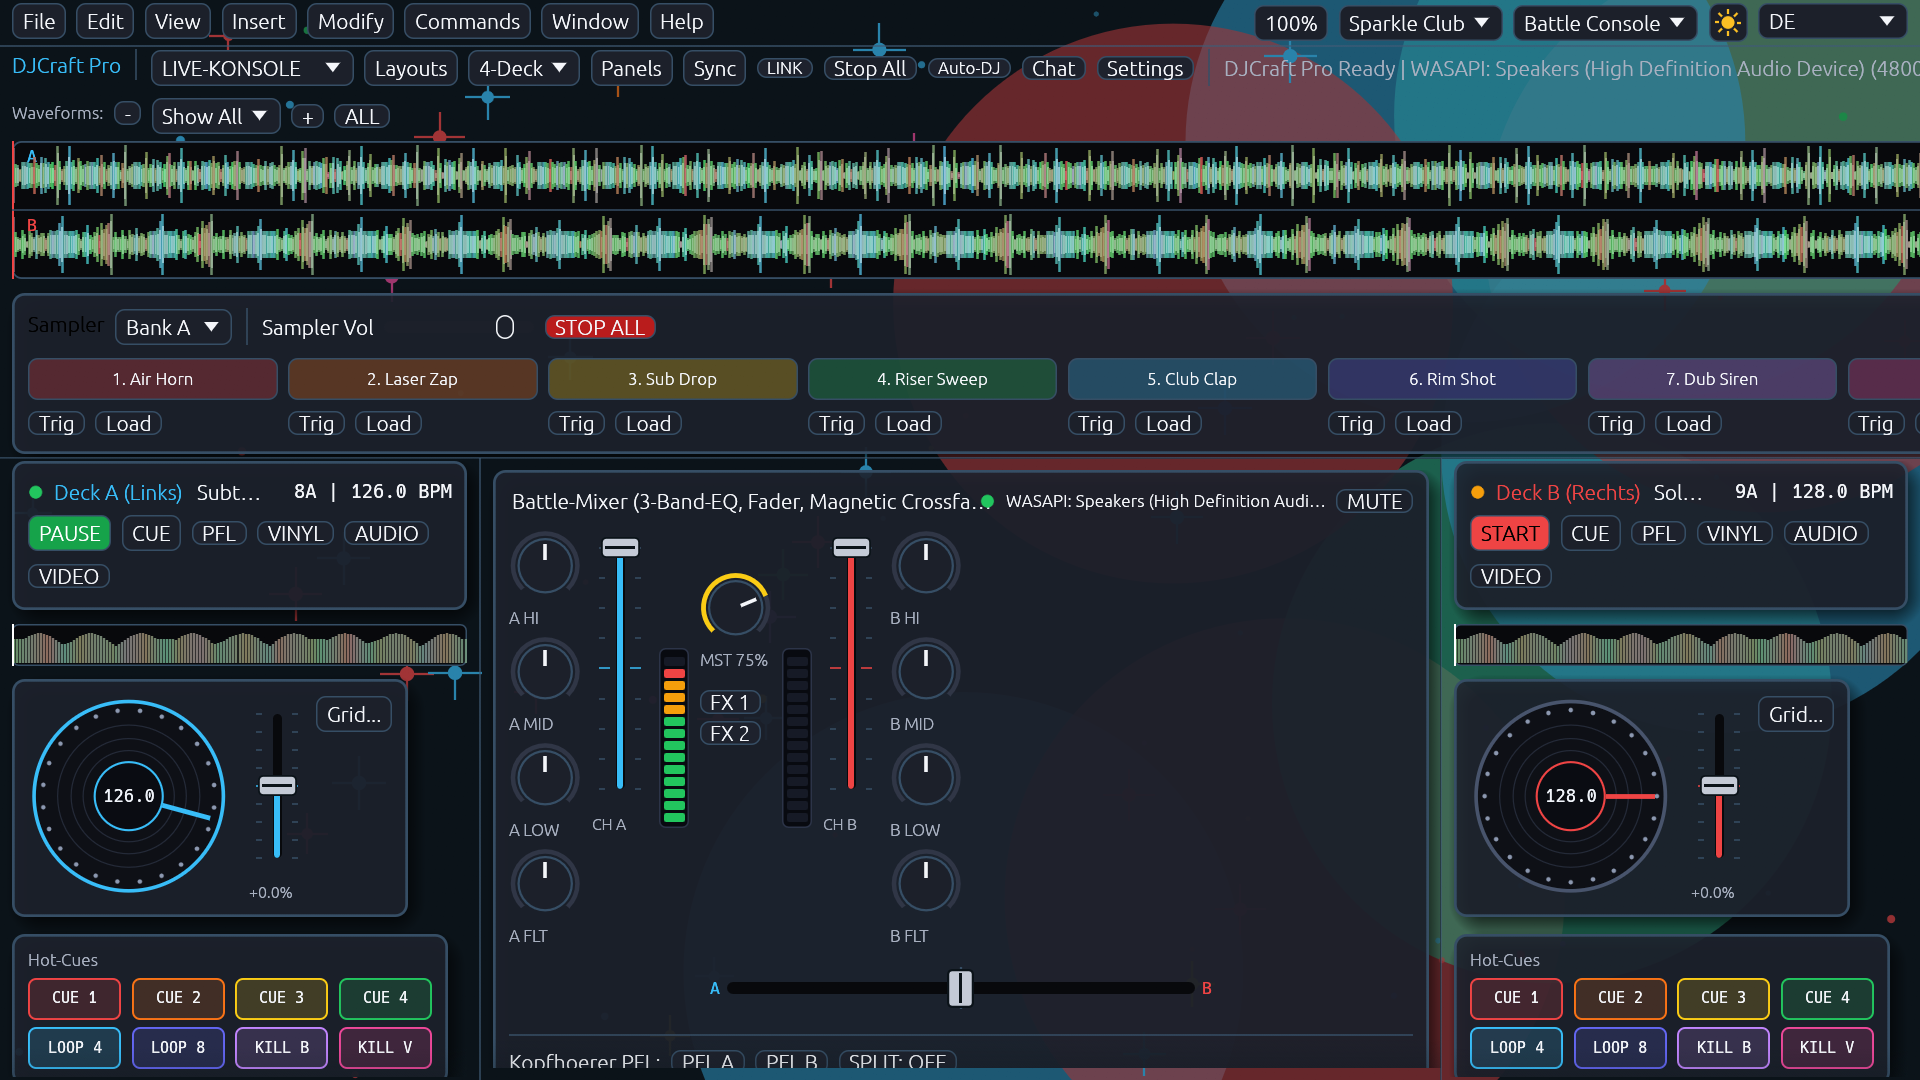 File Edit View Insert Modify Commands Window Help 100% Sparkle Club Battle Console DE
DJCraft Pro LIVE-KONSOLE Layouts 4-Deck Panels Sync LINK Stop All Auto-DJ Chat Settings DJCraft Pro Ready | WASAPI: Speakers (High Definition Audio Device) (4800
Waveforms: - Show All + ALL
A
B
Sampler Bank A Sampler Vol STOP ALL
1. Air Horn 2. Laser Zap 3. Sub Drop 4. Riser Sweep 5. Club Clap 6. Rim Shot 7. Dub Siren
Trig Load Trig Load Trig Load Trig Load Trig Load Trig Load Trig Load Trig
Deck A (Links) Subt... 8A | 126.0 BPM
PAUSE CUE PFL VINYL AUDIO
VIDEO
126.0
Grid...
+0.0%
Hot-Cues
CUE 1 CUE 2 CUE 3 CUE 4
LOOP 4 LOOP 8 KILL B KILL V
Battle-Mixer (3-Band-EQ, Fader, Magnetic Crossfa... WASAPI: Speakers (High Definition Audi... MUTE
A HI
A MID
A LOW
A FLT
CH A
MST 75%
FX 1
FX 2
CH B
B HI
B MID
B LOW
B FLT
A B
Kopfhoerer PFL: PFL A PFL B SPLIT: OFF
Deck B (Rechts) Sol... 9A | 128.0 BPM
START CUE PFL VINYL AUDIO
VIDEO
128.0
Grid...
+0.0%
Hot-Cues
CUE 1 CUE 2 CUE 3 CUE 4
LOOP 4 LOOP 8 KILL B KILL V